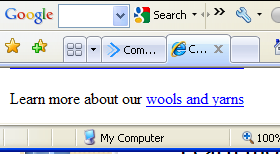 Google Search
Com... C...
Learn more about our wools and yarns
My Computer 100%